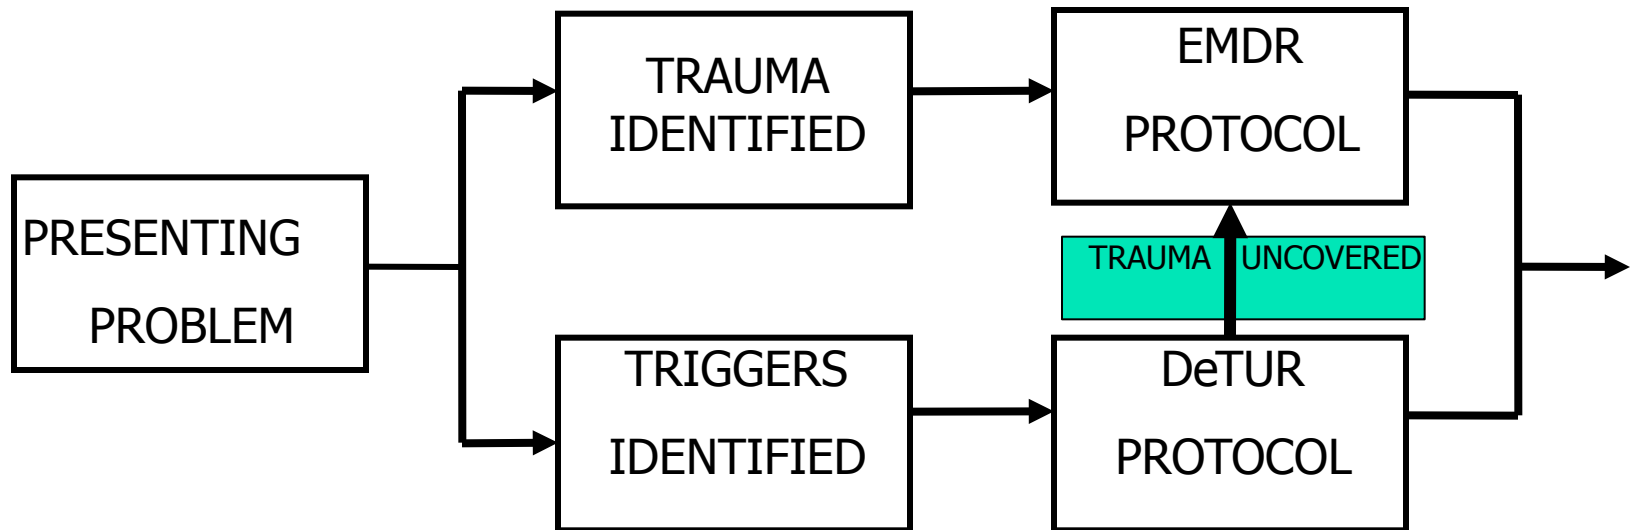 PRESENTING
PROBLEM
TRAUMA
IDENTIFIED
EMDR
PROTOCOL
TRAUMA UNCOVERED
TRIGGERS
IDENTIFIED
DeTUR
PROTOCOL